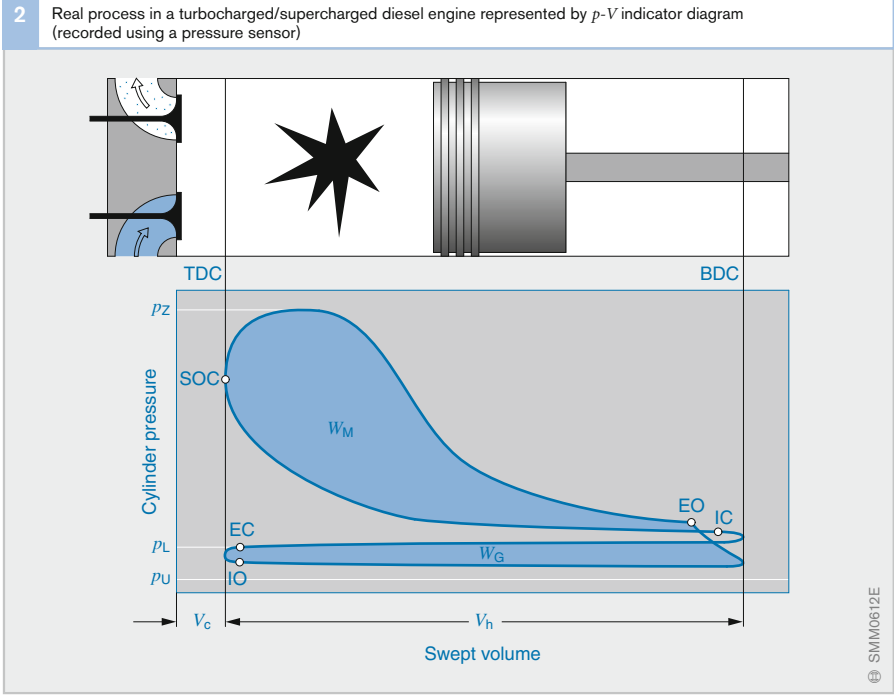 2
Real process in a turbocharged/supercharged diesel engine represented by p-V indicator diagram
(recorded using a pressure sensor)
TDC
BDC
pZ
SOC
Cylinder pressure
WM
EO
IC
EC
pL
WG
IO
pU
Vc
Vh
Swept volume
SMM0612E